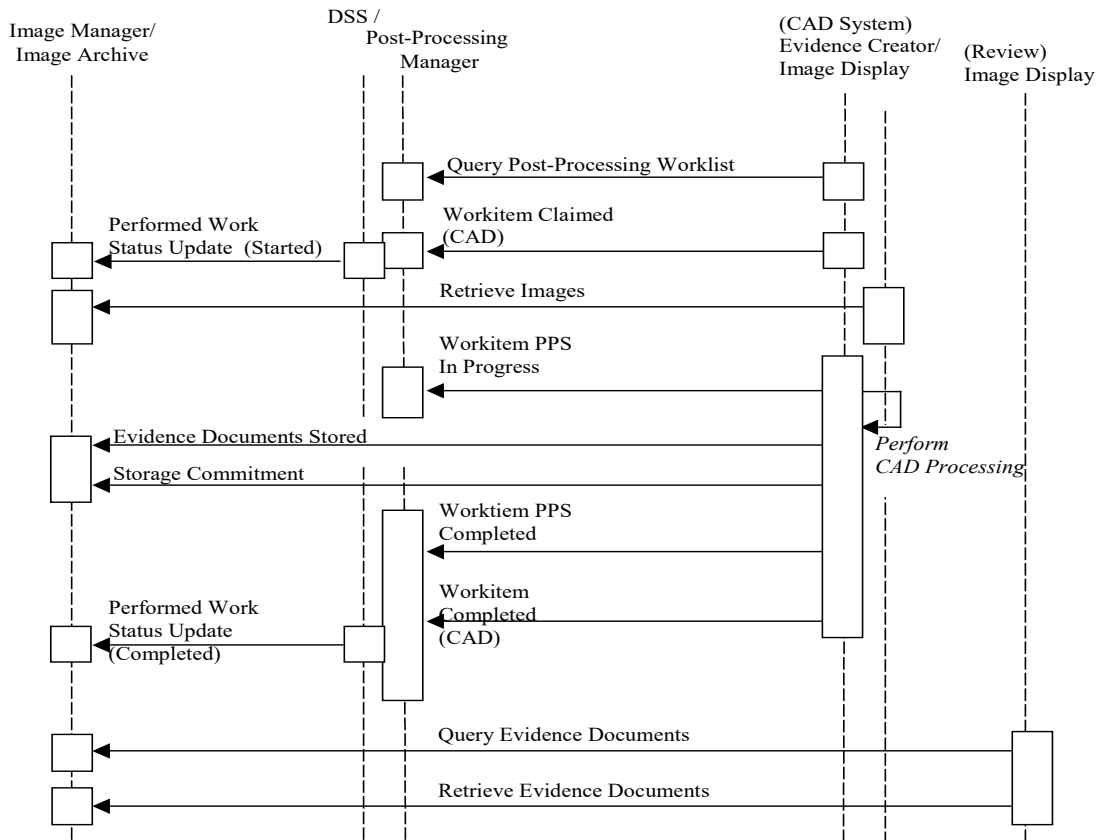 Image Manager/
Image Archive
DSS /
Post-Processing
Manager
(CAD System)
Evidence Creator/
Image Display
(Review)
Image Display
Query Post-Processing Worklist
Workitem Claimed
(CAD)
Performed Work
Status Update  (Started)
Retrieve Images
Workitem PPS
In Progress
Evidence Documents Stored
Perform
CAD Processing
Storage Commitment
Worktiem PPS
Completed
Workitem
Completed
(CAD)
Performed Work
Status Update
(Completed)
Query Evidence Documents
Retrieve Evidence Documents